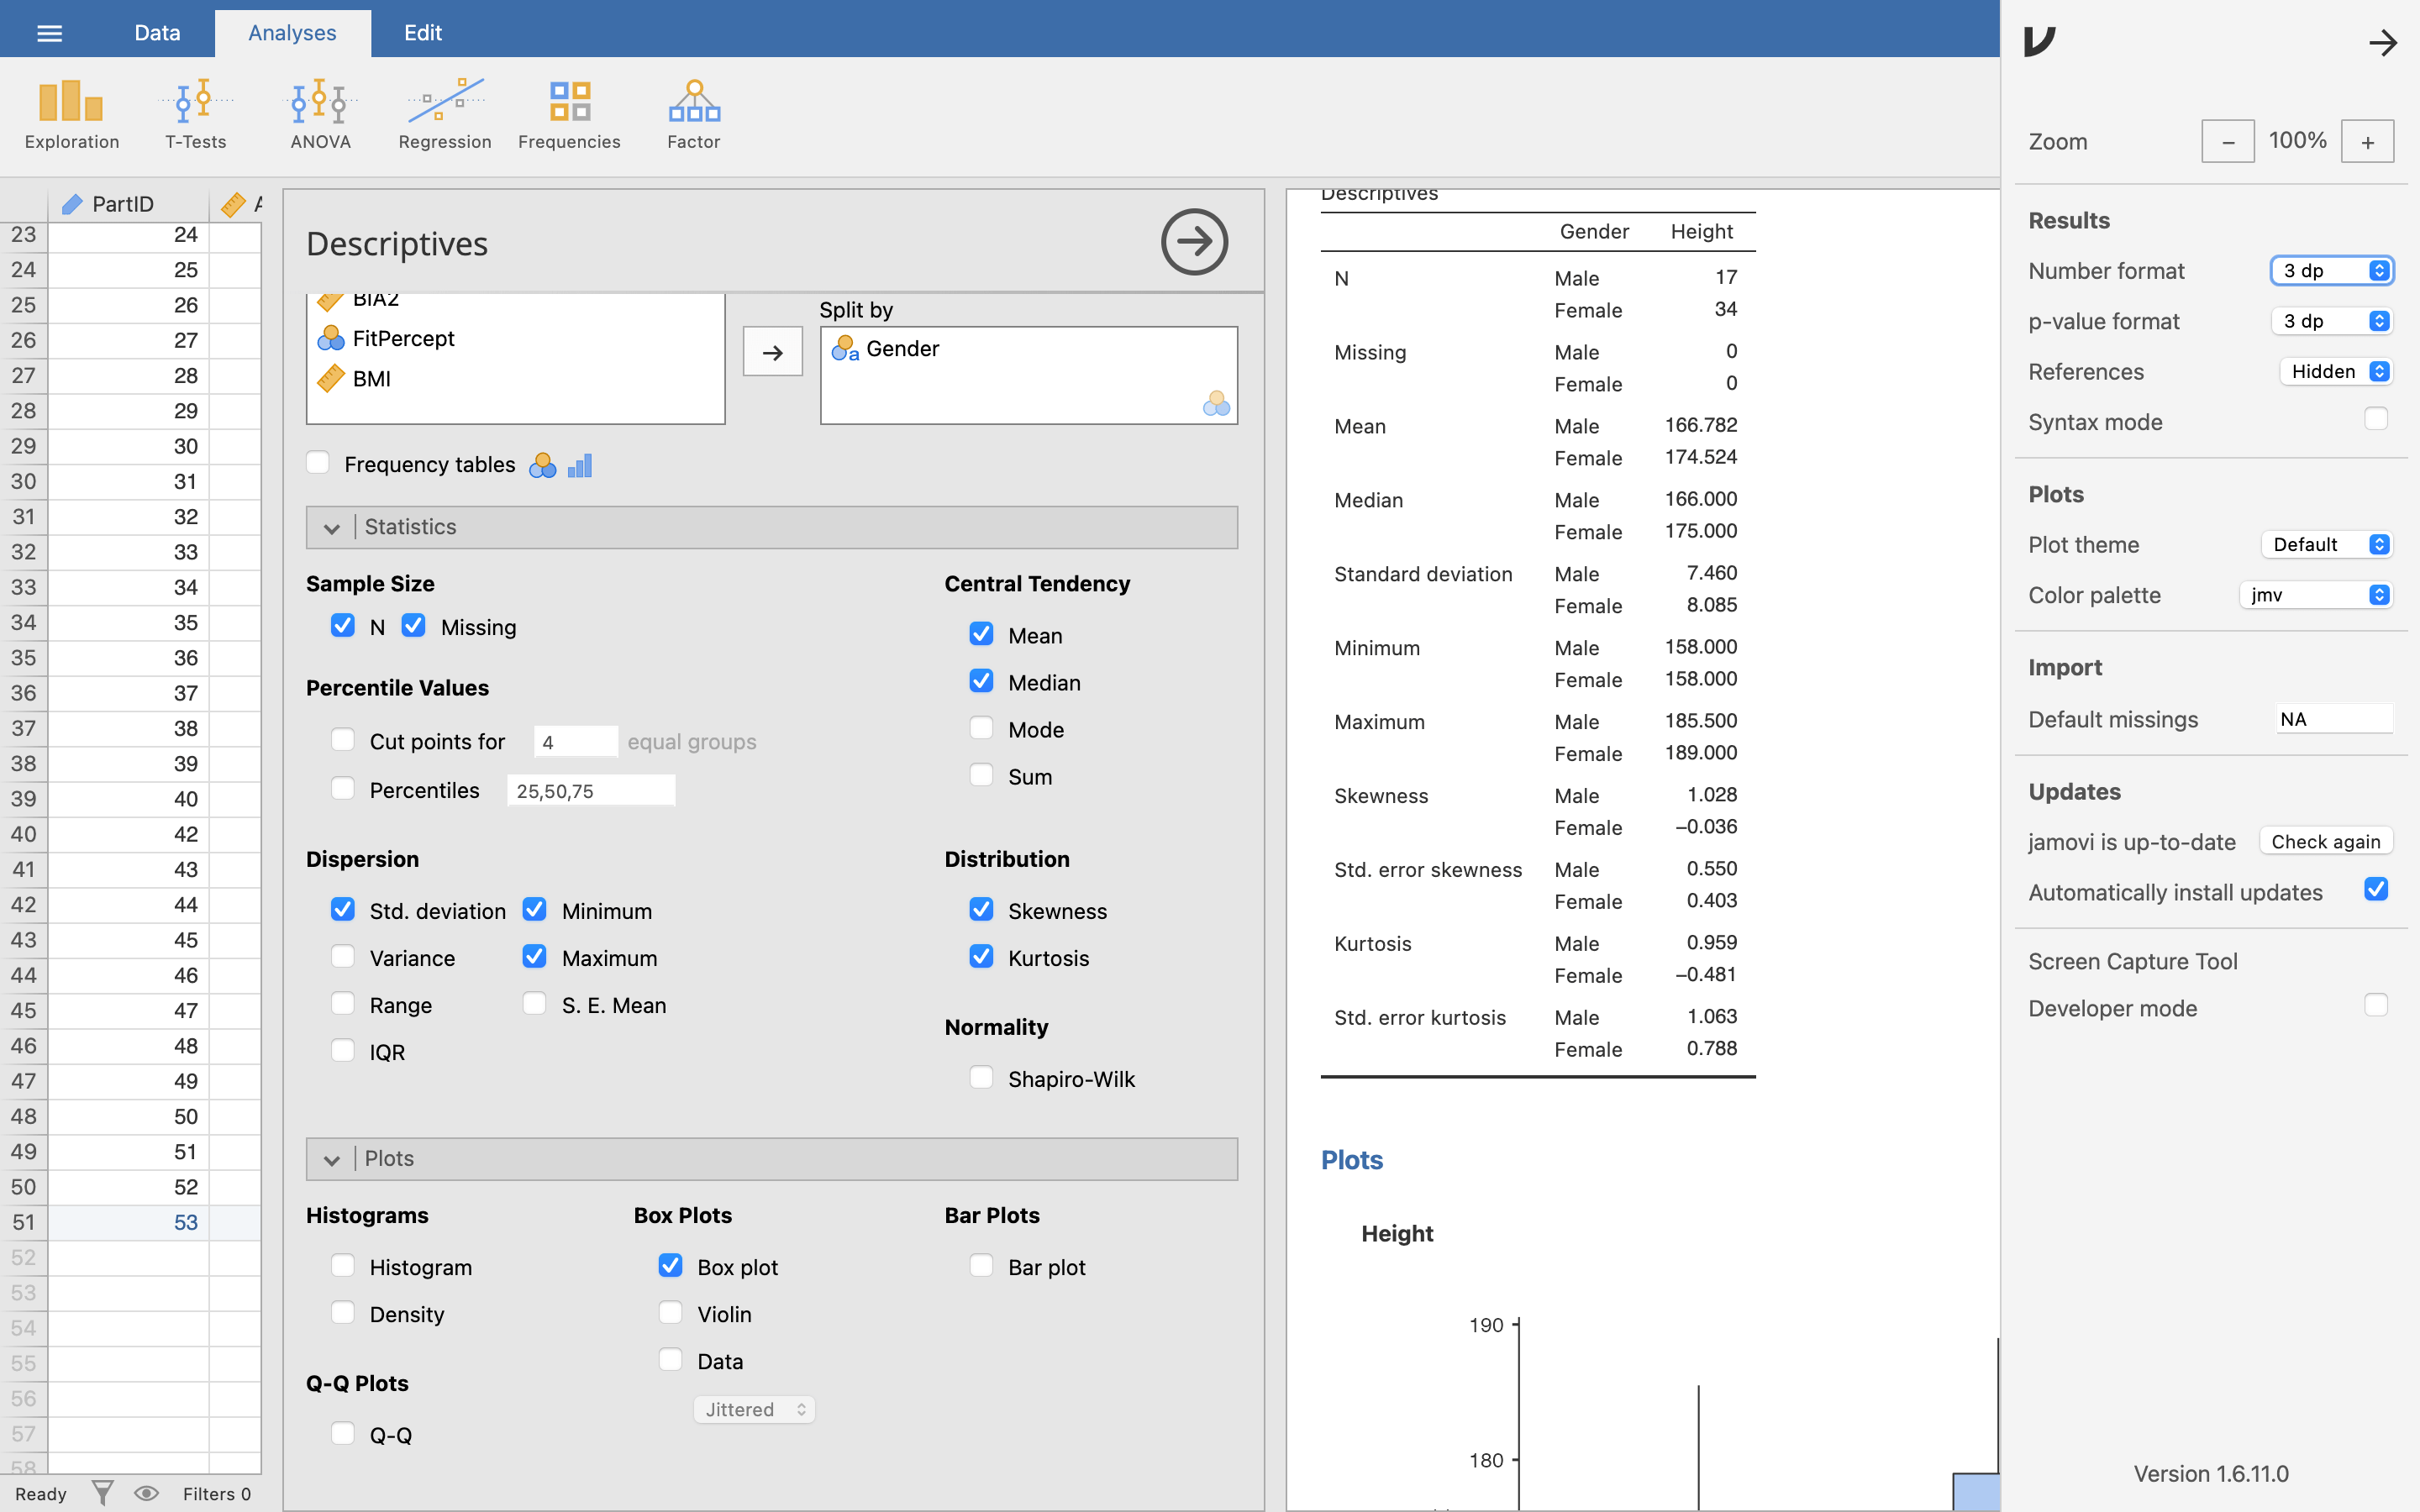 Data Analyses Edit
Exploration T-Tests ANOVA Regression Frequencies Factor
PartID
23 24
24 25
25 26
26 27
27 28
28 29
29 30
30 31
31 32
32 33
33 34
34 35
35 36
36 37
37 38
38 39
39 40
40 42
41 43
42 44
43 45
44 46
45 47
46 48
47 49
48 50
49 51
50 52
51 53
52
53
54
55
56
57
58
Ready Filters 0
Descriptives
BIA2
FitPercept
BMI
Split by
Gender
Frequency tables
Statistics
Sample Size
N Missing
Percentile Values
Cut points for 4 equal groups
Percentiles 25,50,75
Central Tendency
Mean
Median
Mode
Sum
Dispersion
Std. deviation Minimum
Variance Maximum
Range S. E. Mean
IQR
Distribution
Skewness
Kurtosis
Normality
Shapiro-Wilk
Plots
Histograms
Histogram
Density
Q-Q Plots
Q-Q
Box Plots
Box plot
Violin
Data
Jittered
Bar Plots
Bar plot
Descriptives
Gender Height
N Male 17
Female 34
Missing Male 0
Female 0
Mean Male 166.782
Female 174.524
Median Male 166.000
Female 175.000
Standard deviation Male 7.460
Female 8.085
Minimum Male 158.000
Female 158.000
Maximum Male 185.500
Female 189.000
Skewness Male 1.028
Female −0.036
Std. error skewness Male 0.550
Female 0.403
Kurtosis Male 0.959
Female −0.481
Std. error kurtosis Male 1.063
Female 0.788
Plots
Height
190
180
Zoom − 100% +
Results
Number format 3 dp
p-value format 3 dp
References Hidden
Syntax mode
Plots
Plot theme Default
Color palette jmv
Import
Default missings NA
Updates
jamovi is up-to-date Check again
Automatically install updates
Screen Capture Tool
Developer mode
Version 1.6.11.0